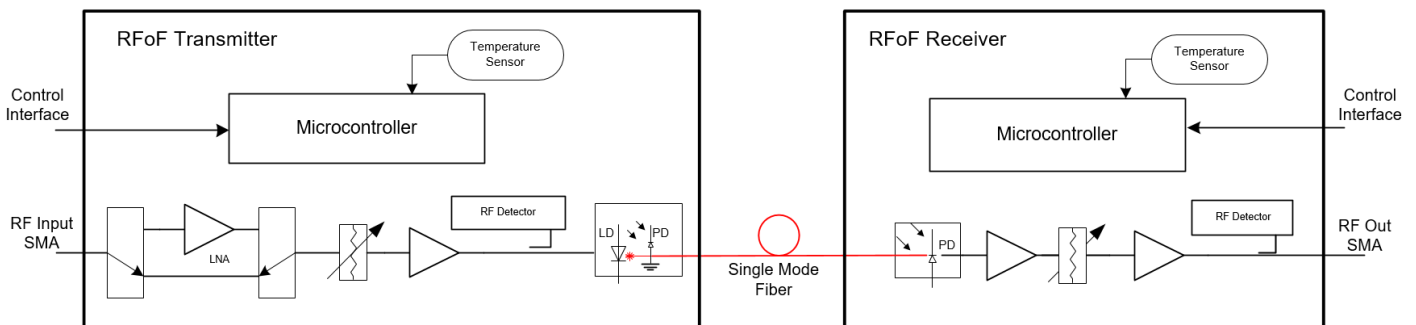 RFoF Transmitter
Temperature
Sensor
Control
Interface
Microcontroller
RF Input
SMA
LNA
RF Detector
LD
PD
Single Mode
Fiber
RFoF Receiver
Temperature
Sensor
Microcontroller
Control
Interface
PD
RF Detector
RF Out
SMA